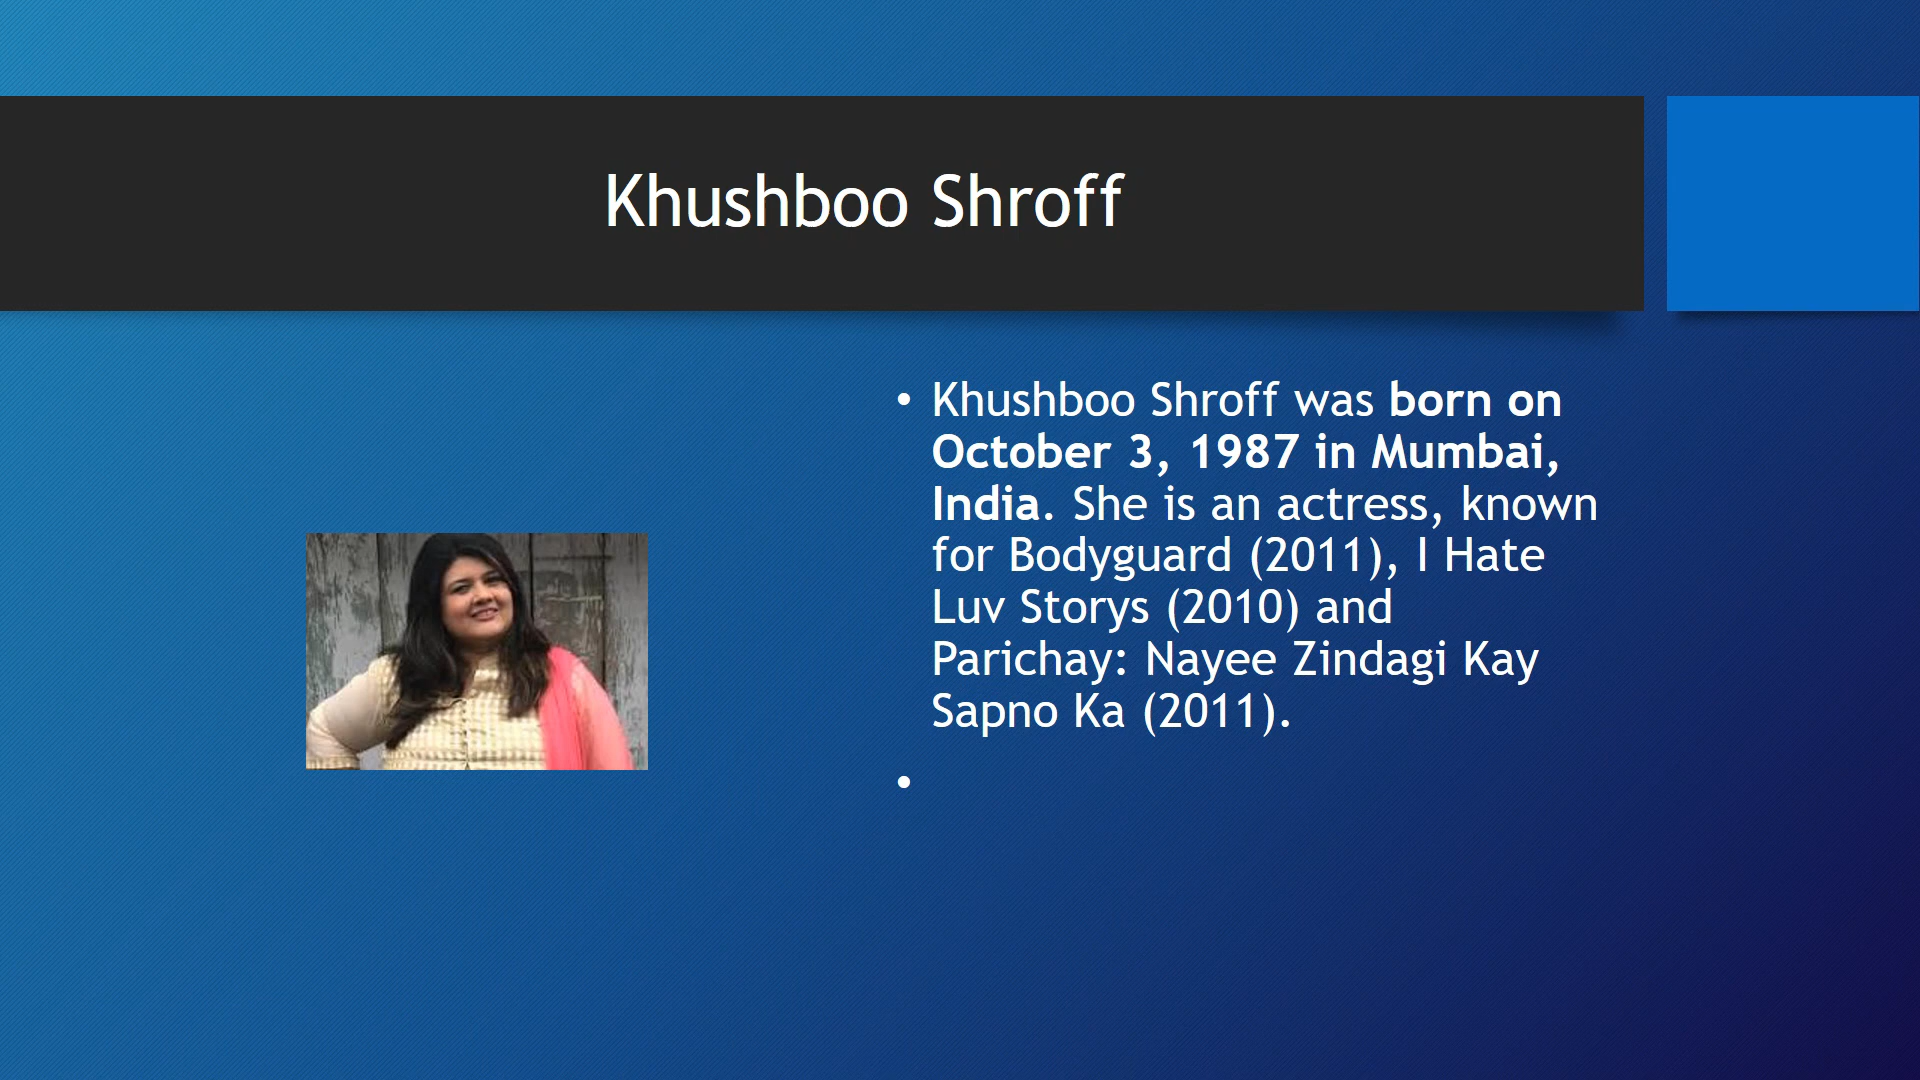 Khushboo Shroff
• Khushboo Shroff was born on
October 3, 1987 in Mumbai,
India. She is an actress, known
for Bodyguard (2011), I Hate
Luv Storys (2010) and
Parichay: Nayee Zindagi Kay
Sapno Ka (2011).
•